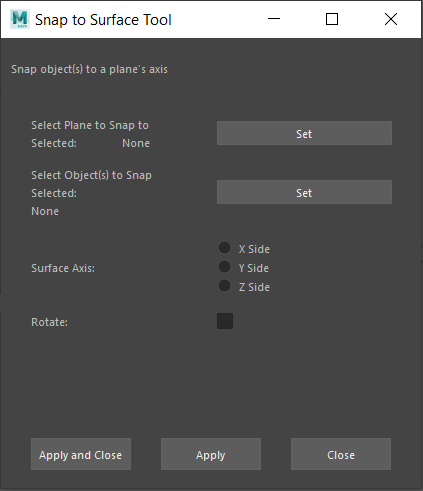 Snap to Surface Tool
Snap object(s) to a plane's axis
Select Plane to Snap to
Selected: None
Set
Select Object(s) to Snap
Selected:
None
Set
Surface Axis:
X Side
Y Side
Z Side
Rotate:
Apply and Close
Apply
Close